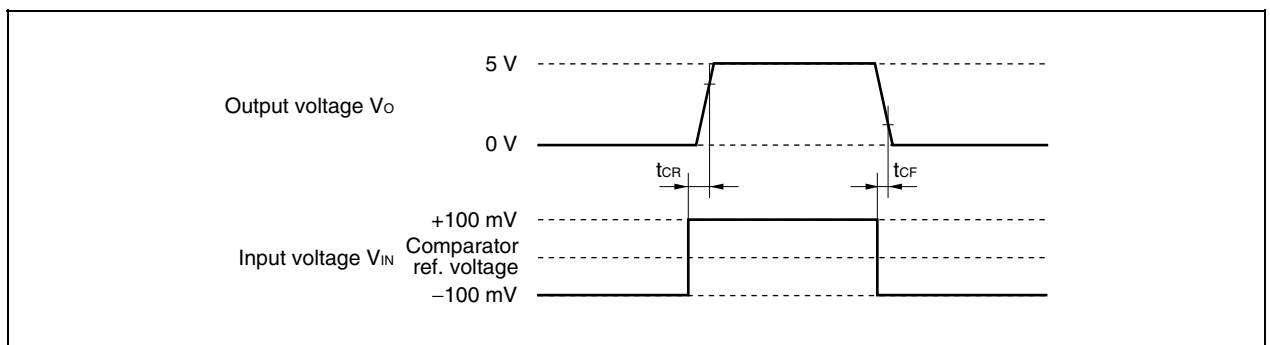 5 V
Output voltage VO
0 V
tCR
tCF
+100 mV
Input voltage VIN
Comparator
ref. voltage
−100 mV